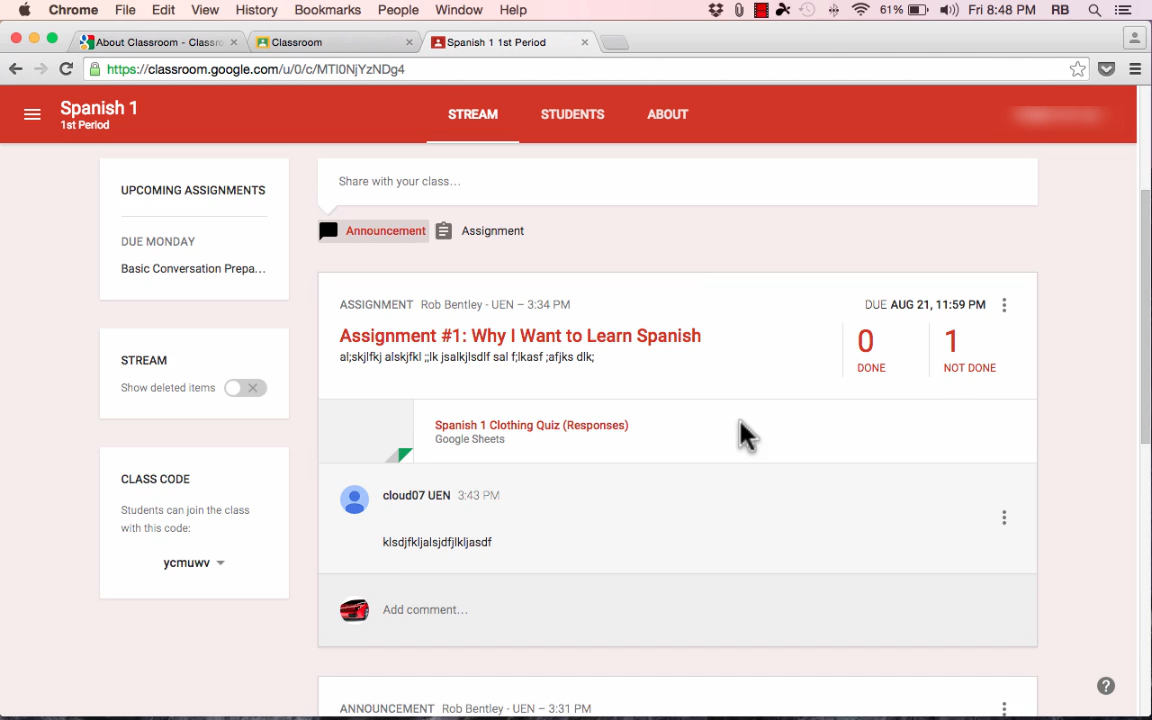 Chrome File Edit View History Bookmarks People Window Help 61% Fri 8:48 PM RB
About Classroom - Classr
Classroom
Spanish 1 1st Period
https://classroom.google.com/u/0/c/MTI0NjYzNDg4
Spanish 1
1st Period
STREAM STUDENTS ABOUT
UPCOMING ASSIGNMENTS
DUE MONDAY
Basic Conversation Prepa...
STREAM
Show deleted items
CLASS CODE
Students can join the class
with this code:
ycmuwv
Share with your class...
Announcement Assignment
ASSIGNMENT Rob Bentley - UEN – 3:34 PM
DUE AUG 21, 11:59 PM
Assignment #1: Why I Want to Learn Spanish
al;skjlfkj alskjfkl ;;lk jsalkjlsdlf sal f;lkasf ;afjks dlk;
0 1
DONE NOT DONE
Spanish 1 Clothing Quiz (Responses)
Google Sheets
cloud07 UEN 3:43 PM
klsdjfkljalsjdfjlkljasdf
Add comment...
ANNOUNCEMENT Rob Bentley - UEN – 3:31 PM